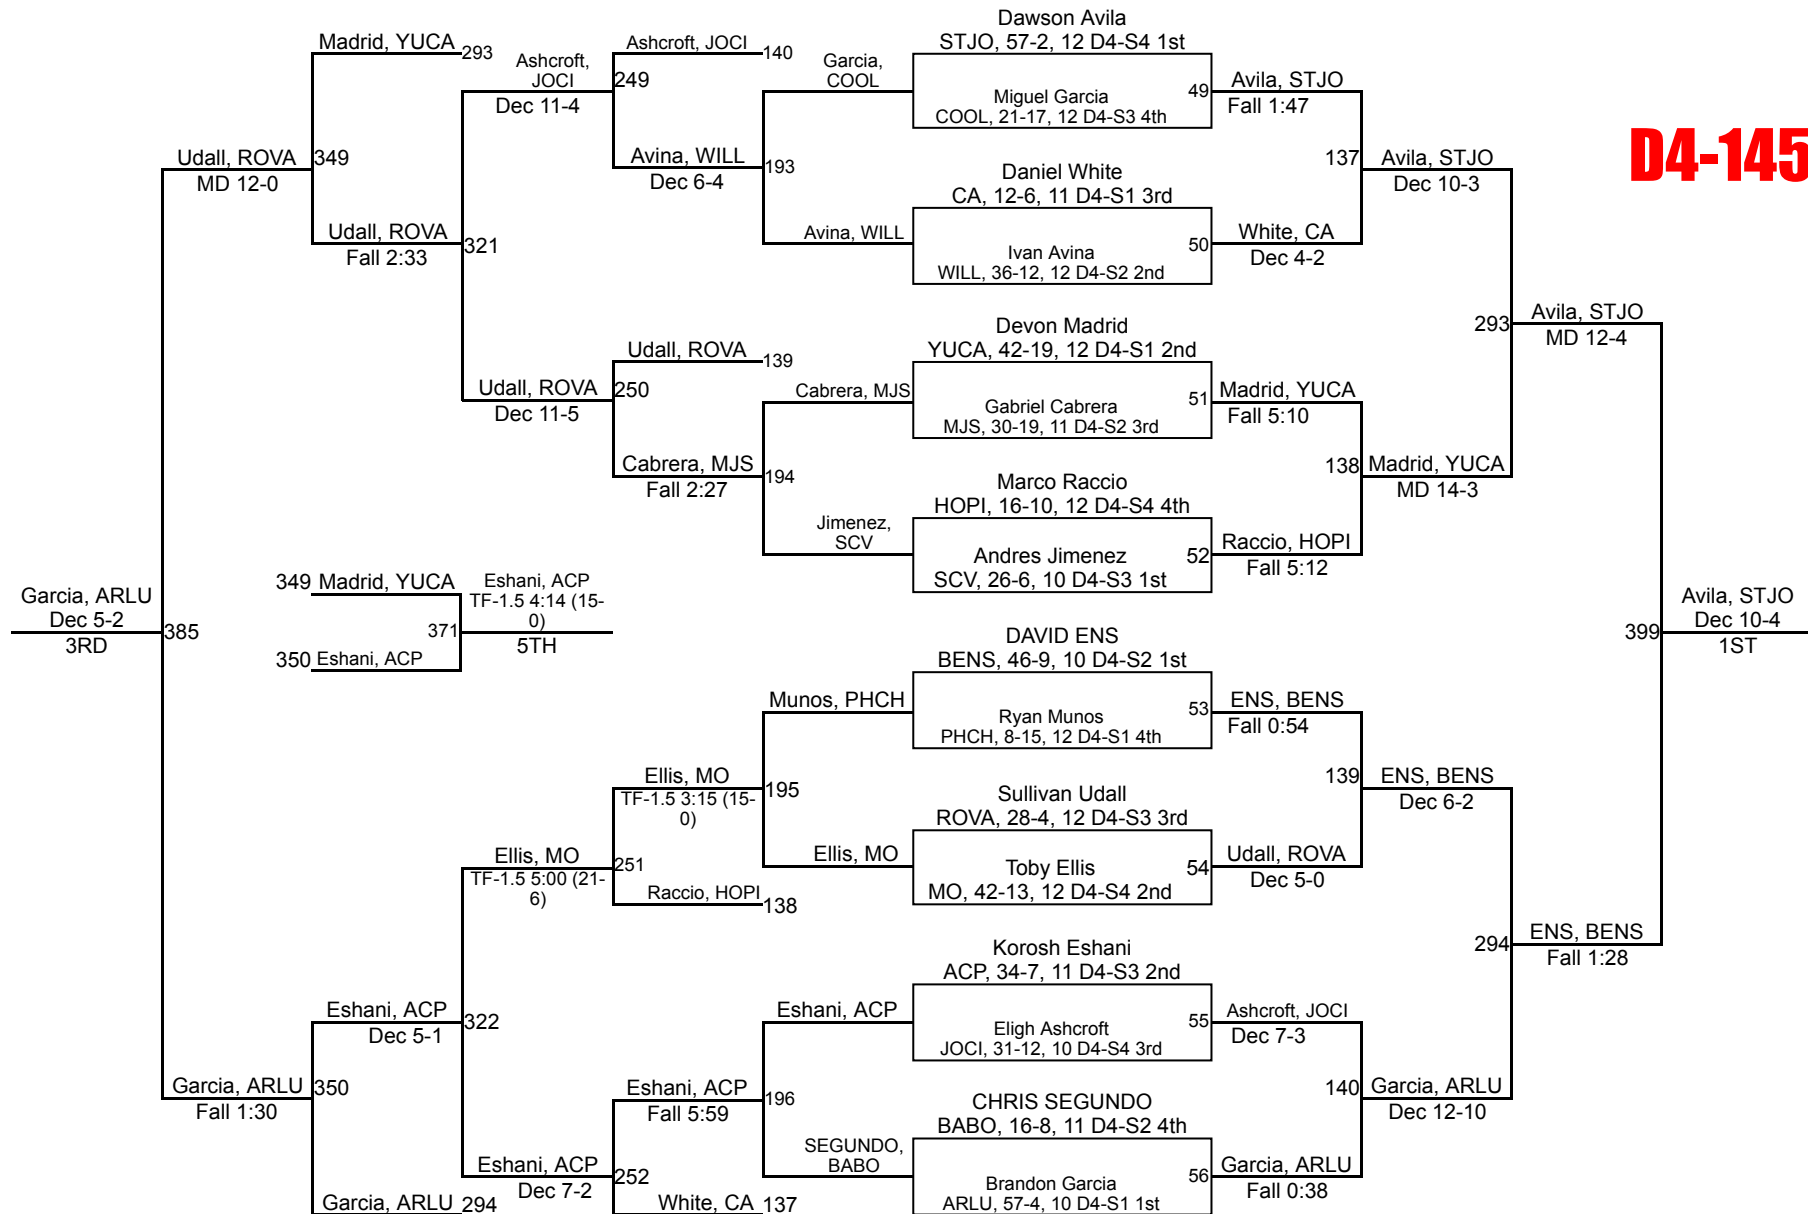 D4-145
Dawson Avila
STJO, 57-2, 12 D4-S4 1st
Miguel Garcia
COOL, 21-17, 12 D4-S3 4th
49
Daniel White
CA, 12-6, 11 D4-S1 3rd
Ivan Avina
WILL, 36-12, 12 D4-S2 2nd
50
Devon Madrid
YUCA, 42-19, 12 D4-S1 2nd
Gabriel Cabrera
MJS, 30-19, 11 D4-S2 3rd
51
Marco Raccio
HOPI, 16-10, 12 D4-S4 4th
Andres Jimenez
SCV, 26-6, 10 D4-S3 1st
52
DAVID ENS
BENS, 46-9, 10 D4-S2 1st
Ryan Munos
PHCH, 8-15, 12 D4-S1 4th
53
Sullivan Udall
ROVA, 28-4, 12 D4-S3 3rd
Toby Ellis
MO, 42-13, 12 D4-S4 2nd
54
Korosh Eshani
ACP, 34-7, 11 D4-S3 2nd
Eligh Ashcroft
JOCI, 31-12, 10 D4-S4 3rd
55
CHRIS SEGUNDO
BABO, 16-8, 11 D4-S2 4th
Brandon Garcia
ARLU, 57-4, 10 D4-S1 1st
56
Avila, STJO
Fall 1:47
White, CA
Dec 4-2
Madrid, YUCA
Fall 5:10
Raccio, HOPI
Fall 5:12
ENS, BENS
Fall 0:54
Udall, ROVA
Dec 5-0
Ashcroft, JOCI
Dec 7-3
Garcia, ARLU
Fall 0:38
137
Avila, STJO
Dec 10-3
138
Madrid, YUCA
MD 14-3
139
ENS, BENS
Dec 6-2
140
Garcia, ARLU
Dec 12-10
293
Avila, STJO
MD 12-4
294
ENS, BENS
Fall 1:28
399
Avila, STJO
Dec 10-4
1ST
Garcia,
COOL
Avina, WILL
Cabrera, MJS
Jimenez,
SCV
Munos, PHCH
Ellis, MO
Eshani, ACP
SEGUNDO,
BABO
Ashcroft, JOCI
140
Avina, WILL
Dec 6-4
193
Udall, ROVA
139
Cabrera, MJS
Fall 2:27
194
Ellis, MO
TF-1.5 3:15 (15-
0)
195
Raccio, HOPI
138
Eshani, ACP
Fall 5:59
196
White, CA
137
Ashcroft,
JOCI
Dec 11-4
249
Udall, ROVA
Dec 11-5
250
Ellis, MO
TF-1.5 5:00 (21-
6)
251
Eshani, ACP
Dec 7-2
252
Madrid, YUCA
293
Udall, ROVA
Fall 2:33
321
Eshani, ACP
Dec 5-1
322
Garcia, ARLU
294
Udall, ROVA
MD 12-0
349
Garcia, ARLU
Fall 1:30
350
Garcia, ARLU
Dec 5-2
3RD
385
349
Madrid, YUCA
350
Eshani, ACP
371
Eshani, ACP
TF-1.5 4:14 (15-
0)
5TH